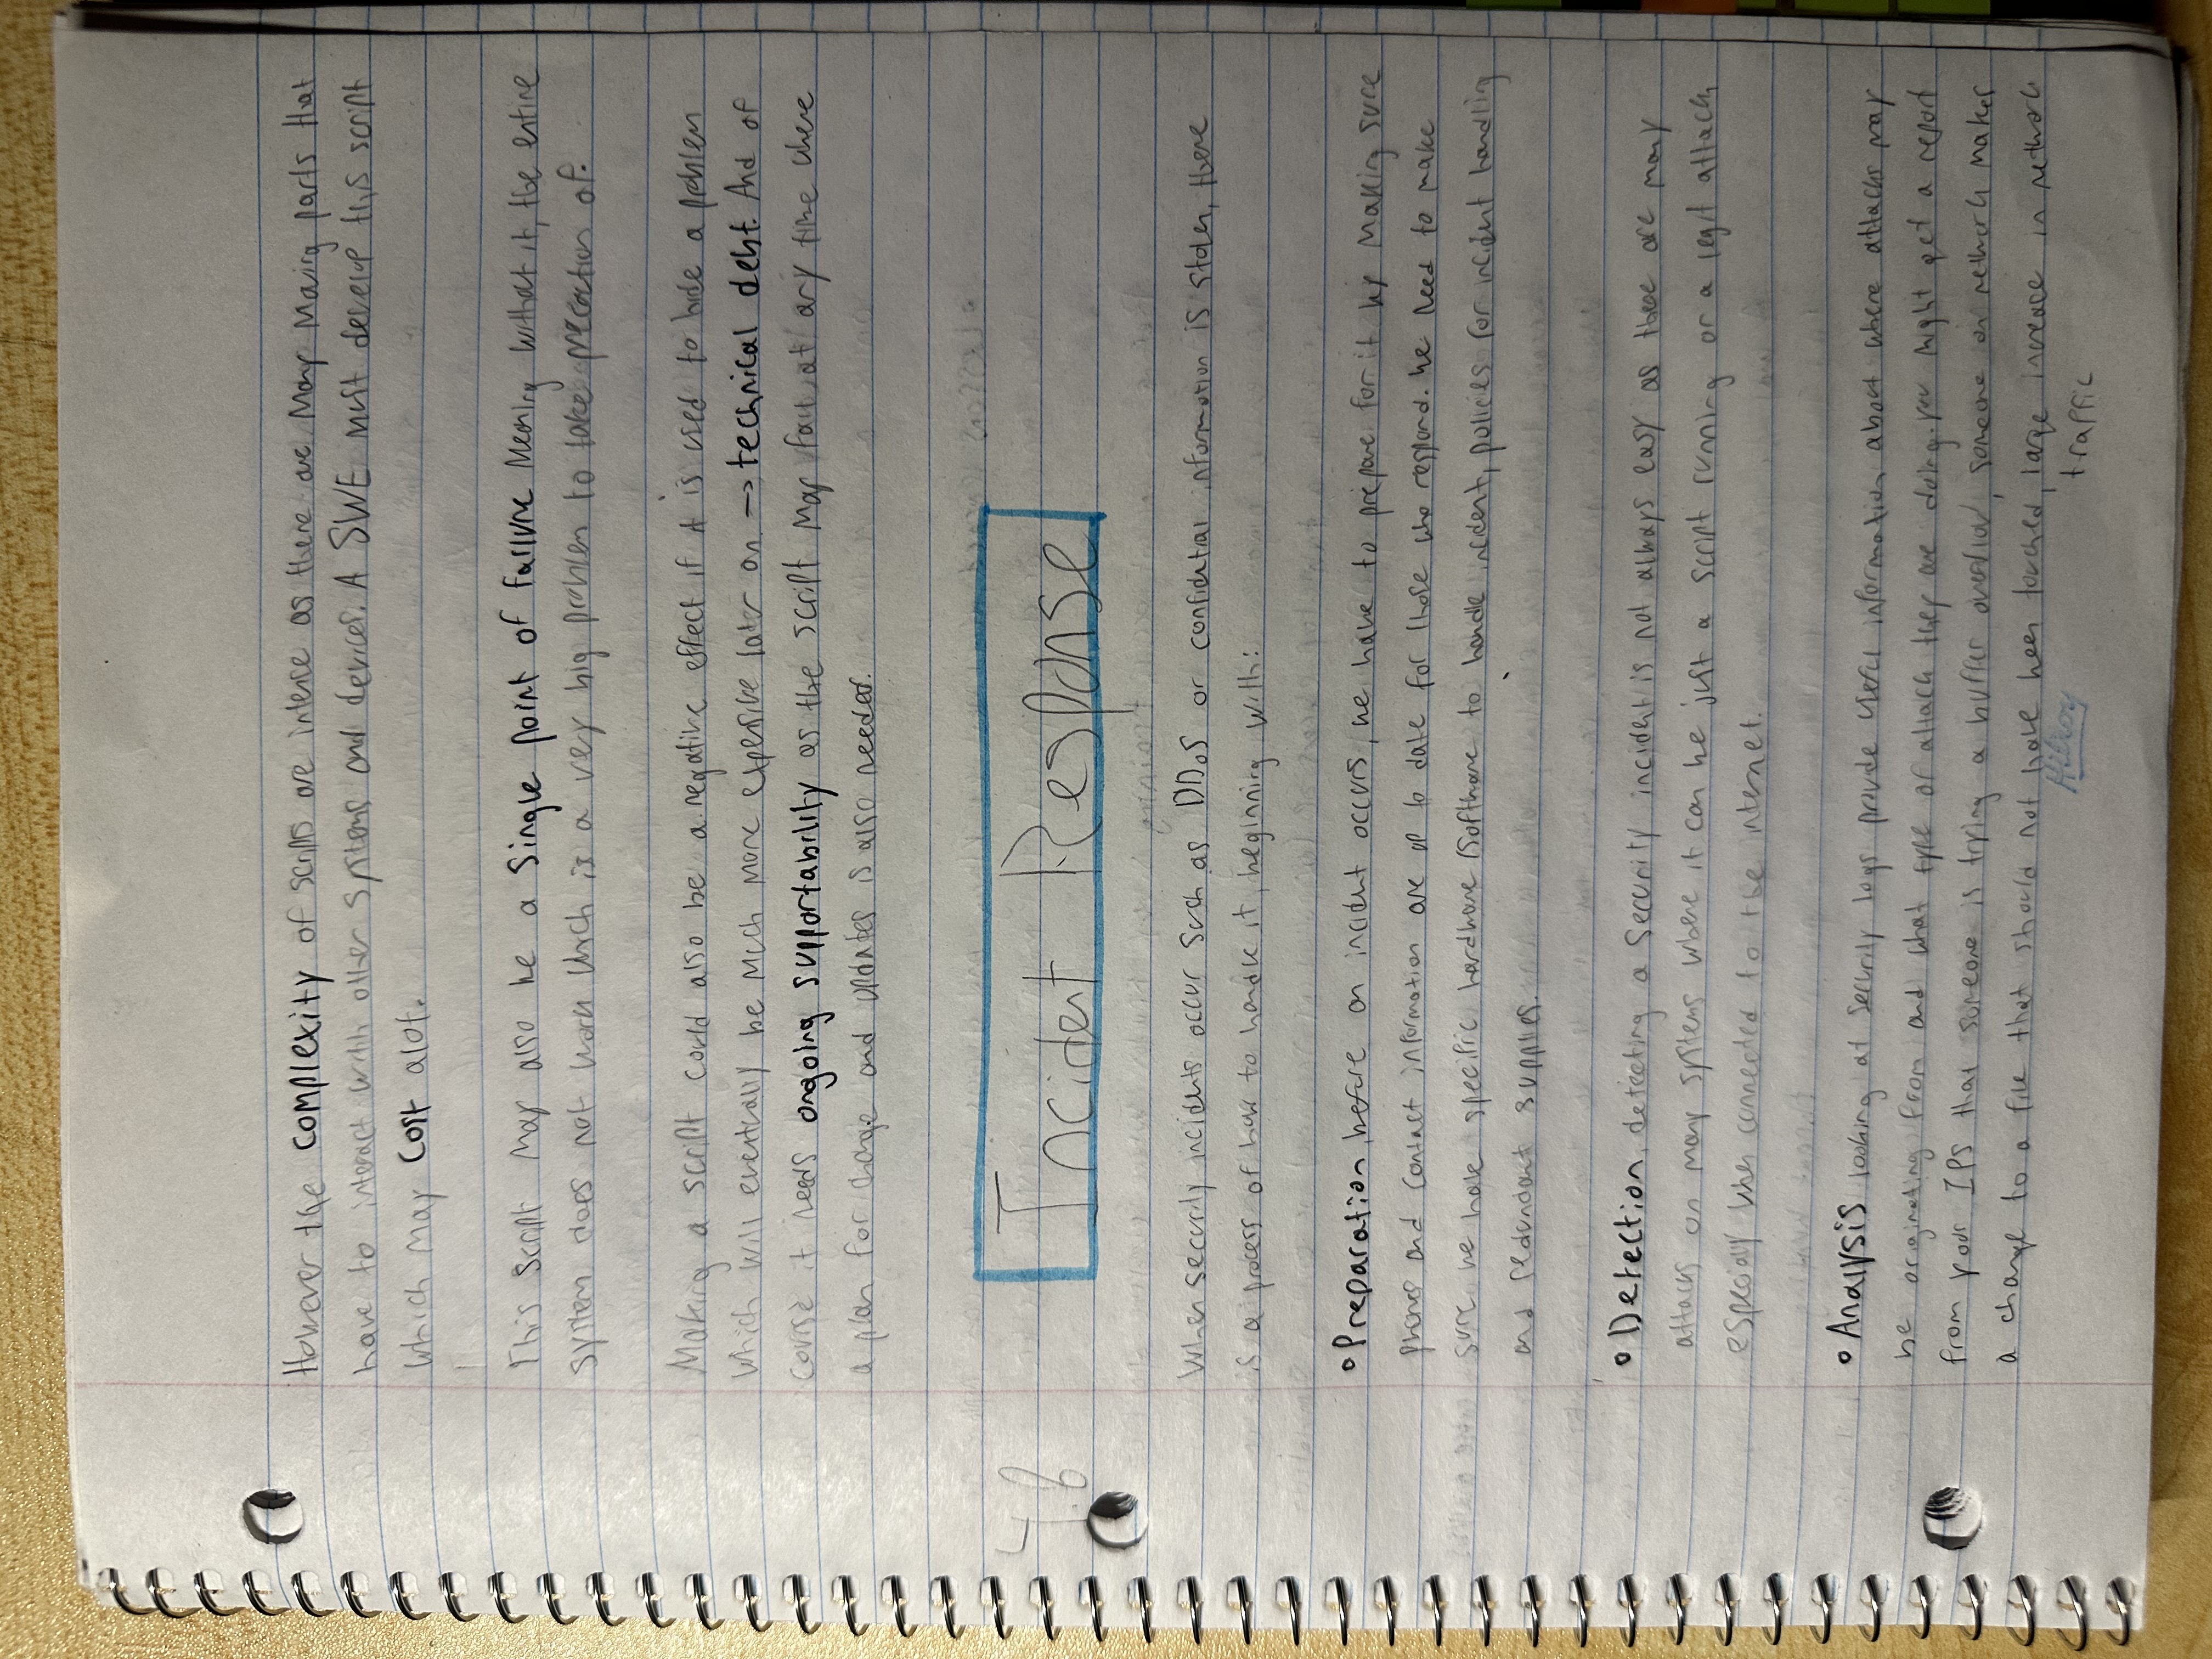 However the complexity of scripts are intense as there are many moving parts that
have to interact with other systems and devices. A SWE must develop this script
which may cost alot.
This script may also be a single point of failure meaning without it, the entire
system does not work which is a very big problem to take precaution of.
Making a script could also be a negative effect if it is used to hide a problem
which will eventually be much more expensive later on → technical debt. And of
course it needs ongoing supportability as the script may fail at any time where
a plan for change and updates is also needed.
4.8
Incident Response
When security incidents occur such as DDoS or confidential information is stolen, there
is a process of how to handle it, beginning with:
• Preparation, before an incident occurs, we have to prepare for it by making sure
phones and contact information are up to date for those who respond. We need to make
sure we have specific hardware/software to handle incident, policies for incident handling
and redundant supplies.
• Detection, detecting a security incident is not always easy as there are many
attacks on many systems where it can be just a script running or a legit attack,
especially when connected to the internet.
• Analysis looking at security logs provide useful information about where attacks may
be originating from and what type of attack they are doing. you might get a report
from your IPS that someone is trying a buffer overflow, someone on network makes
a change to a file that should not have been touched, large increase in network
traffic
Hilroy